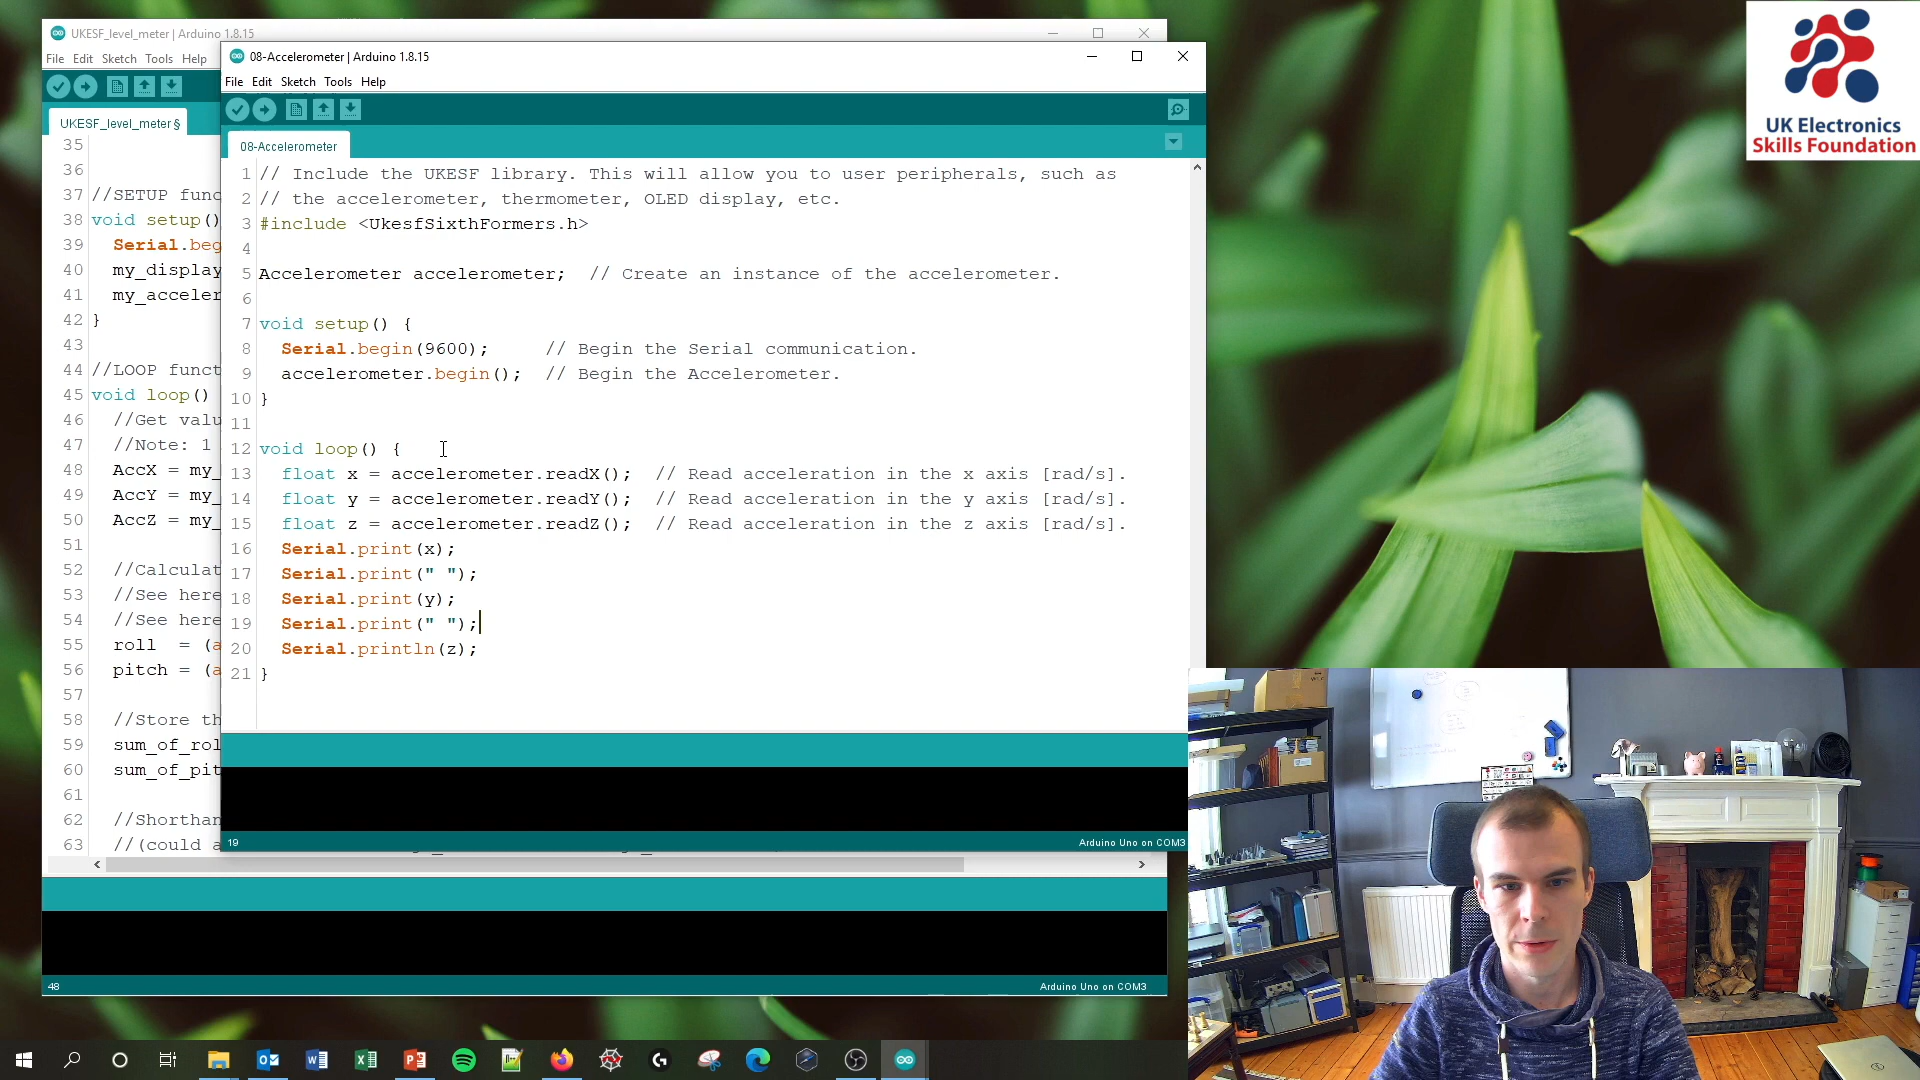 UKESF_level_meter | Arduino 1.8.15
File Edit Sketch Tools Help
UKESF_level_meter §
35
36
37 //SETUP func
38 void setup()
39 Serial.beg
40 my_display
41 my_acceler
42 }
43
44 //LOOP funct
45 void loop()
46 //Get valu
47 //Note: 1
48 AccX = my_
49 AccY = my_
50 AccZ = my_
51
52 //Calculat
53 //See here
54 //See here
55 roll = (a
56 pitch = (a
57
58 //Store th
59 sum_of_rol
60 sum_of_pit
61
62 //Shorthan
63 //(could a
48
Arduino Uno on COM3
08-Accelerometer | Arduino 1.8.15
File Edit Sketch Tools Help
08-Accelerometer
1 // Include the UKESF library. This will allow you to user peripherals, such as
2 // the accelerometer, thermometer, OLED display, etc.
3 #include <UkesfSixthFormers.h>
4
5 Accelerometer accelerometer; // Create an instance of the accelerometer.
6
7 void setup() {
8 Serial.begin(9600); // Begin the Serial communication.
9 accelerometer.begin(); // Begin the Accelerometer.
10 }
11
12 void loop() {
13 float x = accelerometer.readX(); // Read acceleration in the x axis [rad/s].
14 float y = accelerometer.readY(); // Read acceleration in the y axis [rad/s].
15 float z = accelerometer.readZ(); // Read acceleration in the z axis [rad/s].
16 Serial.print(x);
17 Serial.print(" ");
18 Serial.print(y);
19 Serial.print(" ");
20 Serial.println(z);
21 }
19
Arduino Uno on COM3
UK Electronics
Skills Foundation